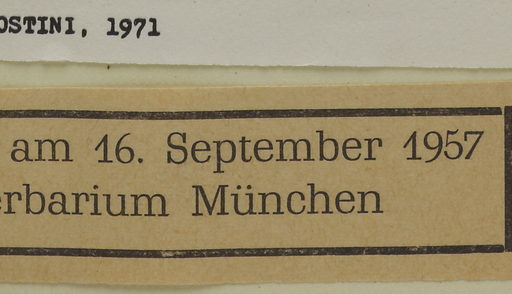 OSTINI, 1971
am 16. September 1957
erbarium München